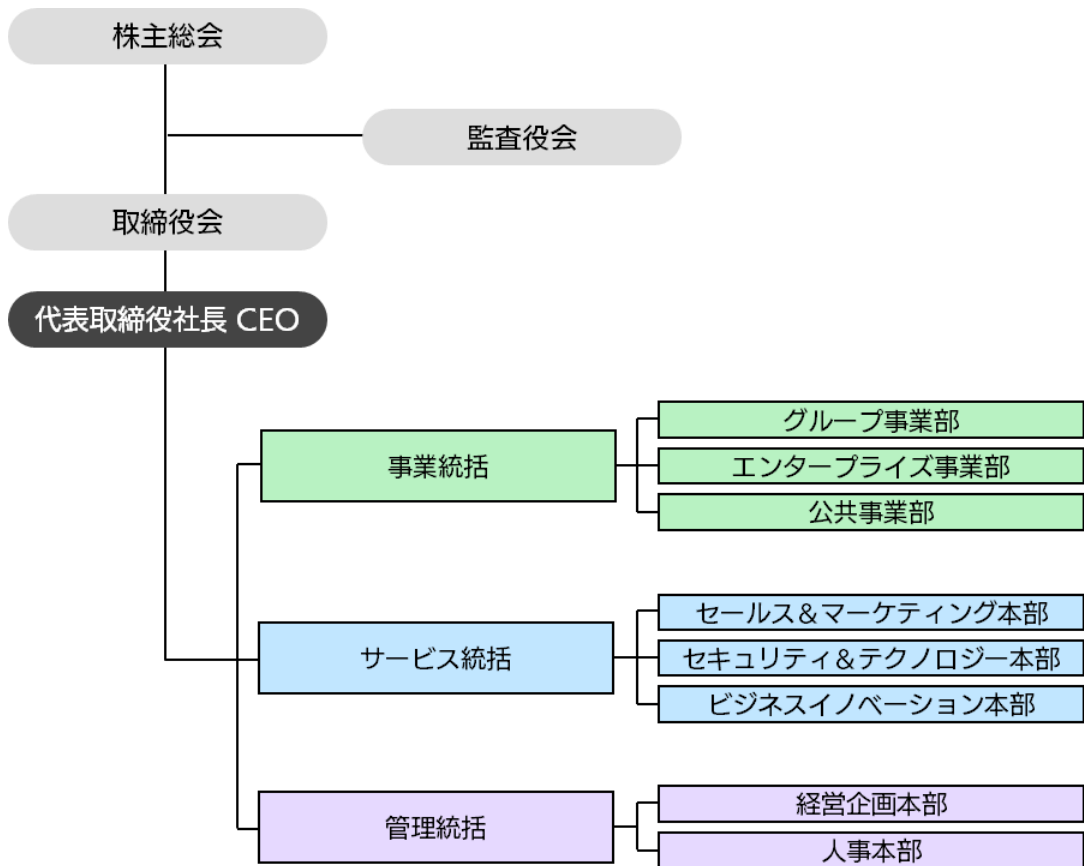 株主総会
監査役会
取締役会
代表取締役社長 CEO
事業統括
グループ事業部
エンタープライズ事業部
公共事業部
サービス統括
セールス＆マーケティング本部
セキュリティ＆テクノロジー本部
ビジネスイノベーション本部
管理統括
経営企画本部
人事本部